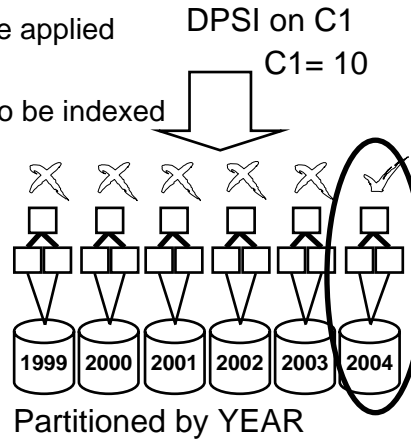 e applied
DPSI on C1
C1= 10
o be indexed
1999 2000 2001 2002 2003 2004
Partitioned by YEAR